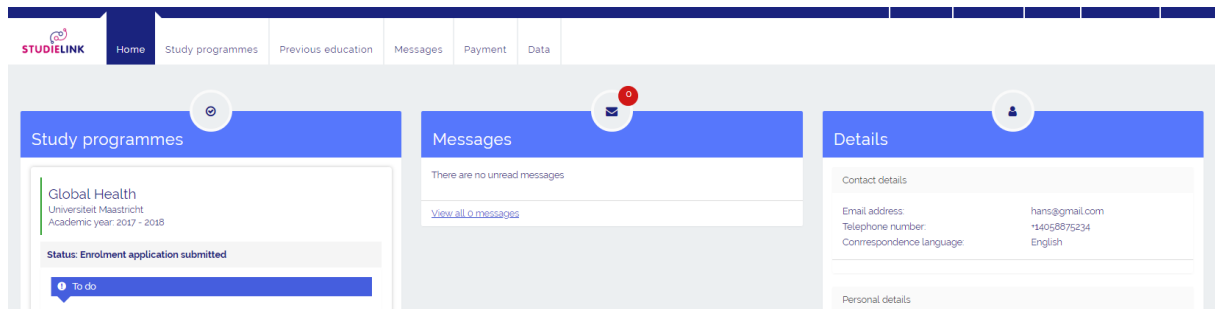 STUDIELINK
Home
Study programmes
Previous education
Messages
Payment
Data
Study programmes
Global Health
Universiteit Maastricht
Academic year: 2017 - 2018
Status: Enrolment application submitted
To do
0
Messages
There are no unread messages
View all 0 messages
Details
Contact details
Email address: hans@gmail.com
Telephone number: +14058875234
Conrrespondence language: English
Personal details